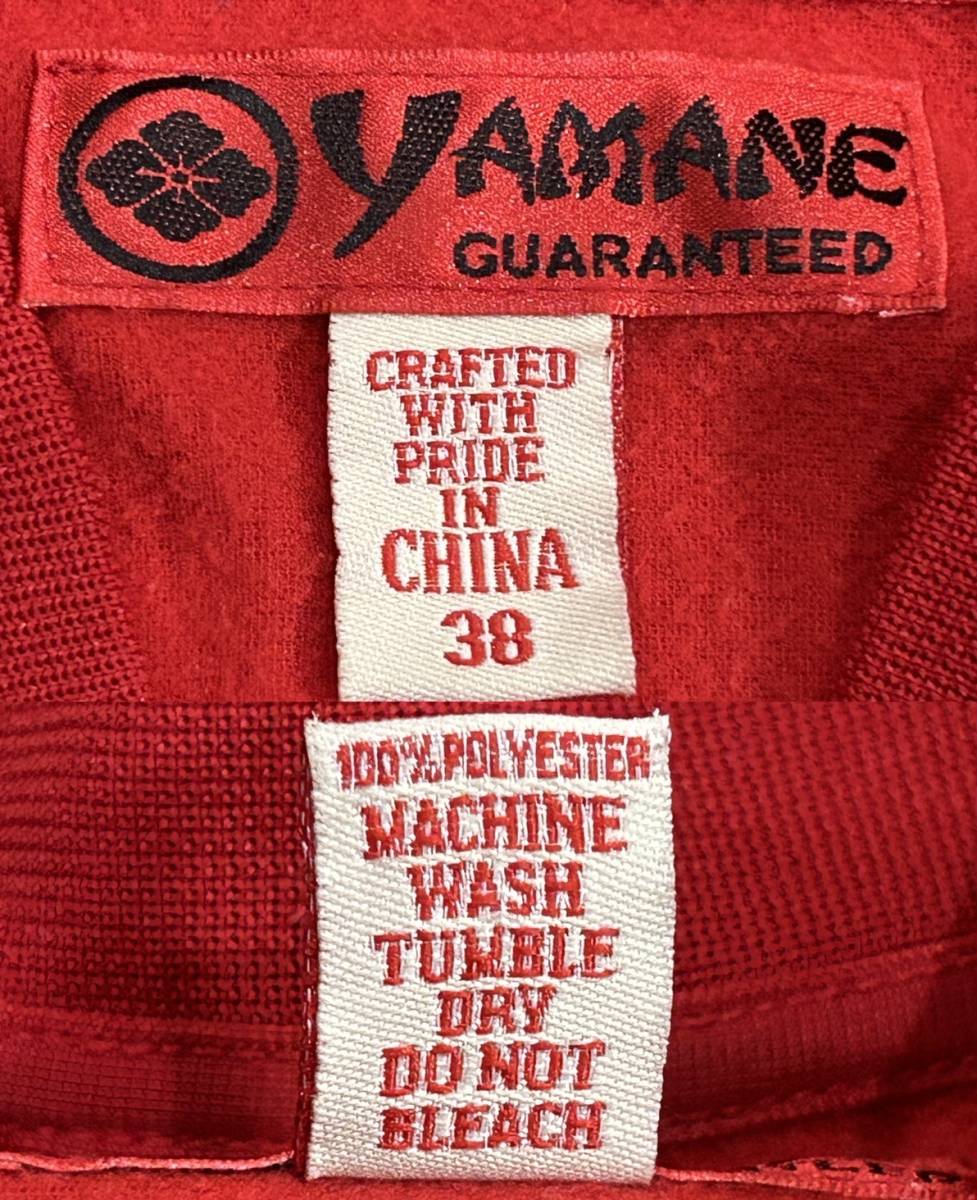 YAMANE
GUARANTEED
CRAFTED
WITH
PRIDE
IN
CHINA
38
100%POLYESTER
MACHINE
WASH
TUMBLE
DRY
DO NOT
BLEACH